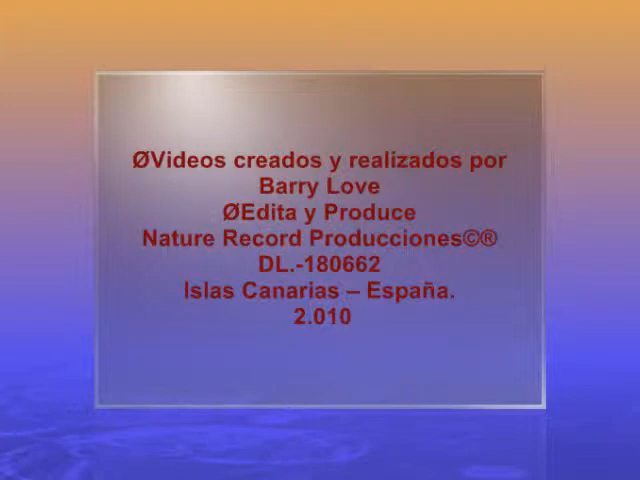 ØVideos creados y realizados por
Barry Love
ØEdita y Produce
Nature Record Producciones©®
DL.-180662
Islas Canarias – España.
2.010